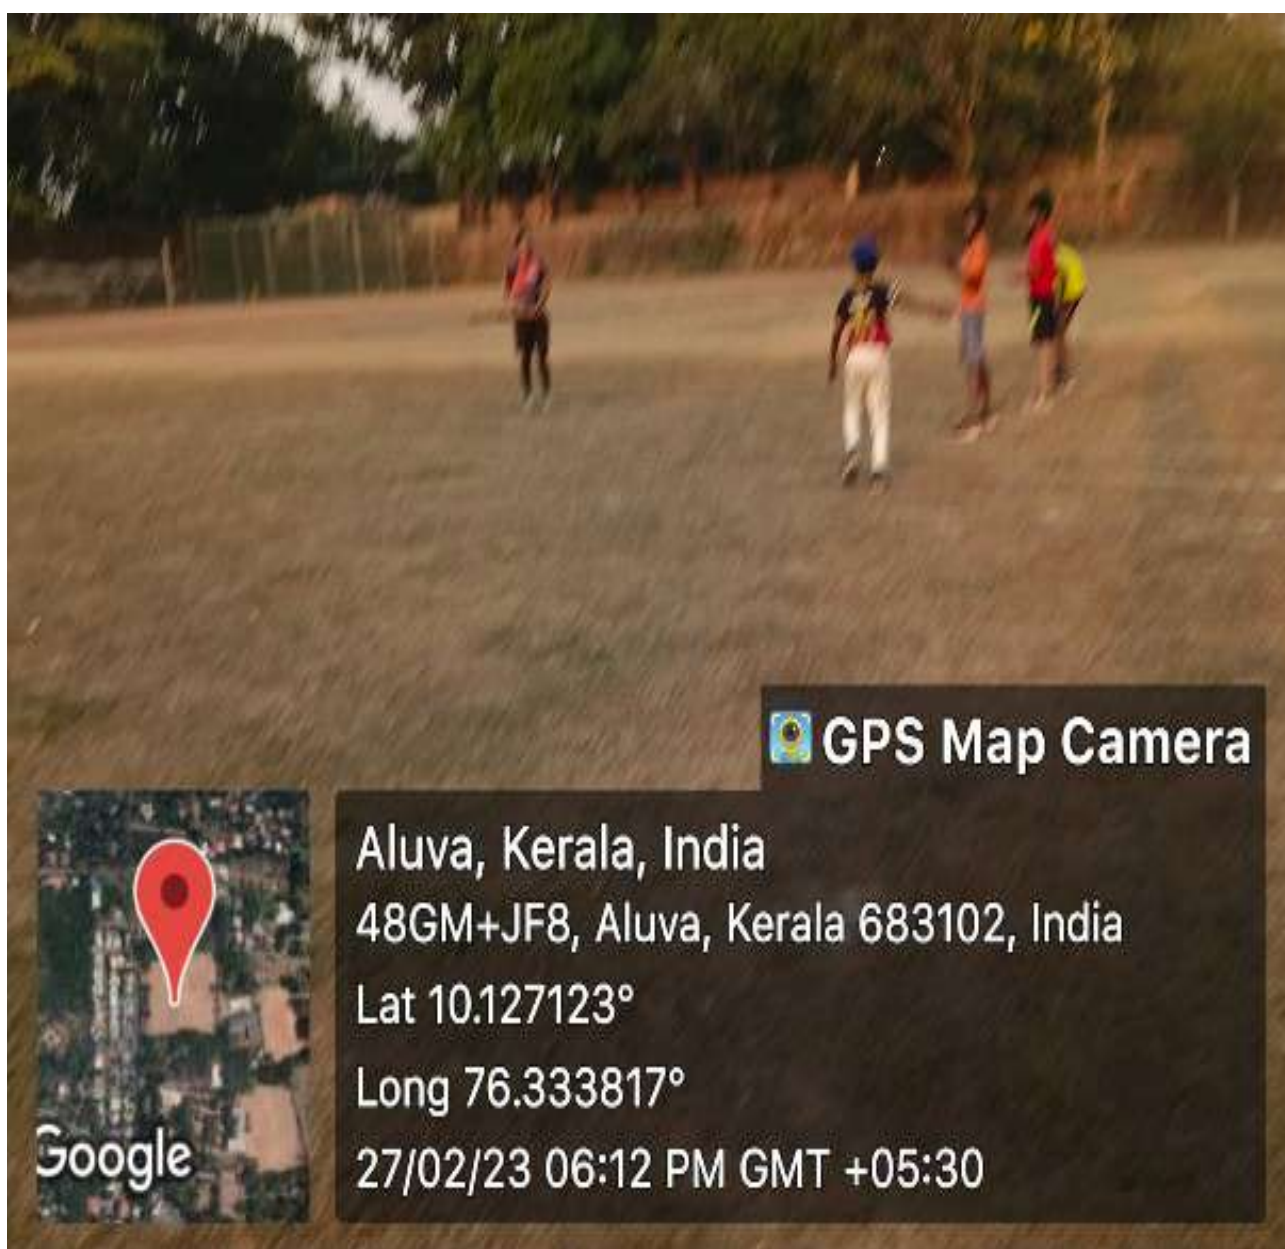 GPS Map Camera
Aluva, Kerala, India
48GM+JF8, Aluva, Kerala 683102, India
Lat 10.127123°
Long 76.333817°
27/02/23 06:12 PM GMT +05:30
Google